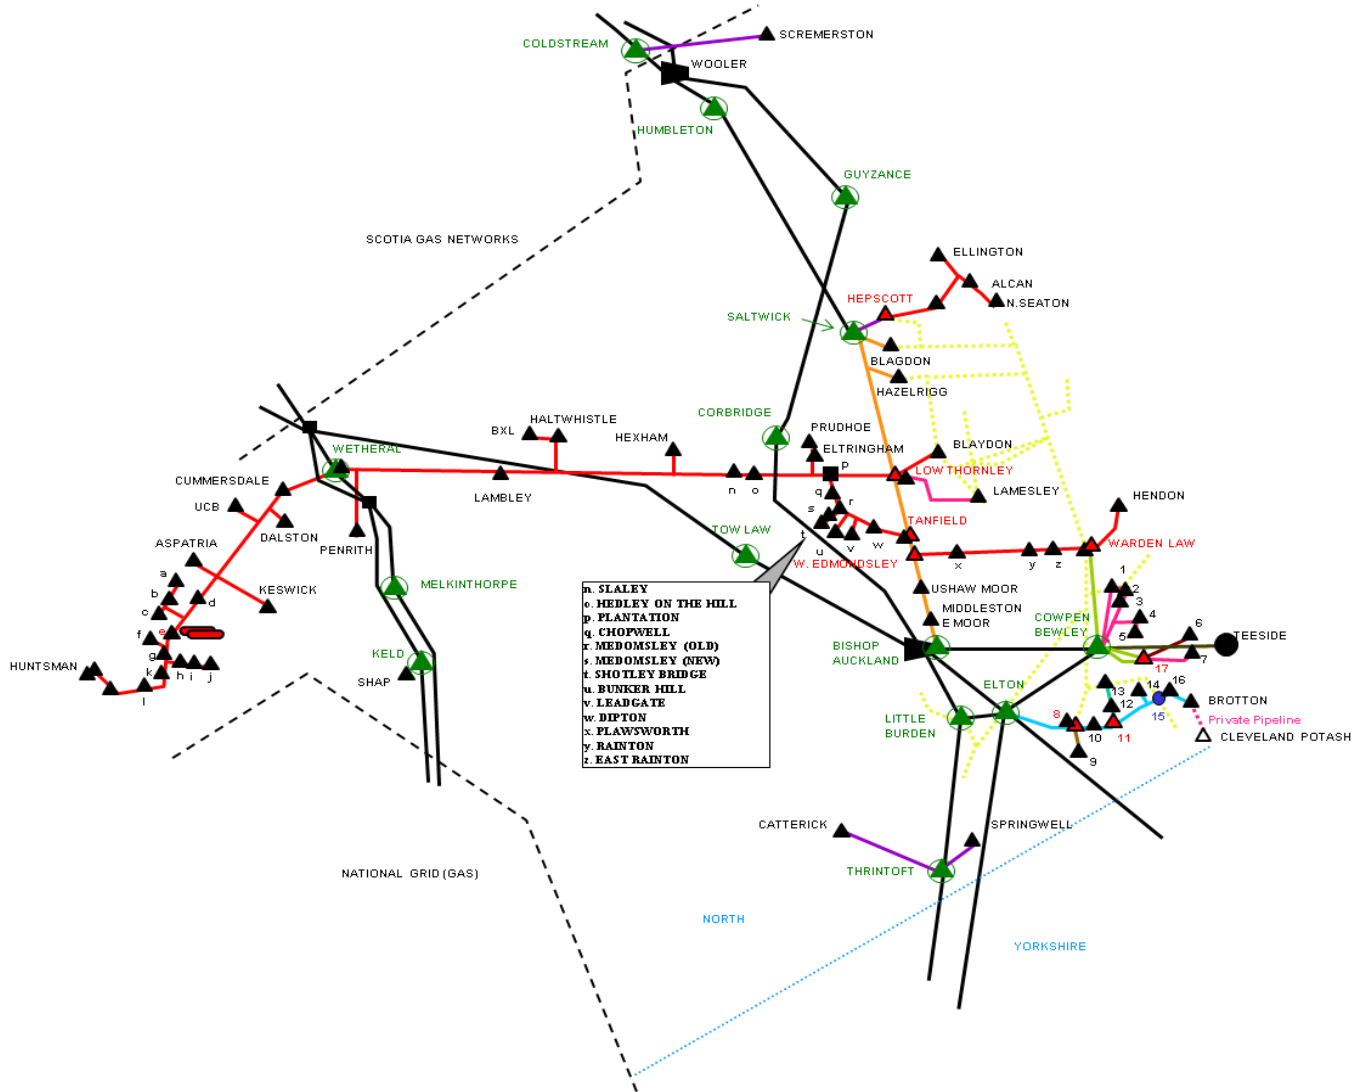 SCREMERSTON
COLDSTREAM
WOOLER
HUMBLETON
GUYZANCE
SCOTIA GAS NETWORKS
ELLINGTON
ALCAN
HEPSCOTT
N.SEATON
SALTWICK
BLAGDON
HAZELRIGG
CORBRIDGE
HALTWHISTLE
BXL
HEXHAM
PRUDHOE
ELTRINGHAM
BLAYDON
WETHERAL
p
LOW THORNLEY
CUMMERSDALE
LAMBLEY
n
o
LAMESLEY
HENDON
UCB
q
r
s
t
u
v
w
DALSTON
PENRITH
TOW LAW
TANFIELD
WARDEN LAW
W. EDMONDSLEY
x
y
z
ASPATRIA
a
b
c
d
KESWICK
MELKINTHORPE
n. SLALEY
o. HEDLEY ON THE HILL
p. PLANTATION
q. CHOPWELL
r. MEDOMSLEY (OLD)
s. MEDOMSLEY (NEW)
t. SHOTLEY BRIDGE
u. BUNKER HILL
v. LEADGATE
w. DIPTON
x. PLAWSWORTH
y. RAINTON
z. EAST RAINTON
USHAW MOOR
MIDDLESTON
E MOOR
1
2
3
4
5
6
7
COWPEN
BEWLEY
TEESIDE
e
f
g
h
i
j
k
l
HUNTSMAN
KELD
SHAP
BISHOP
AUCKLAND
ELTON
17
13
14
16
12
15
BROTTON
8
10
11
9
Private Pipeline
CLEVELAND POTASH
LITTLE
BURDEN
CATTERICK
SPRINGWELL
THRINTOFT
NATIONAL GRID (GAS)
NORTH
YORKSHIRE